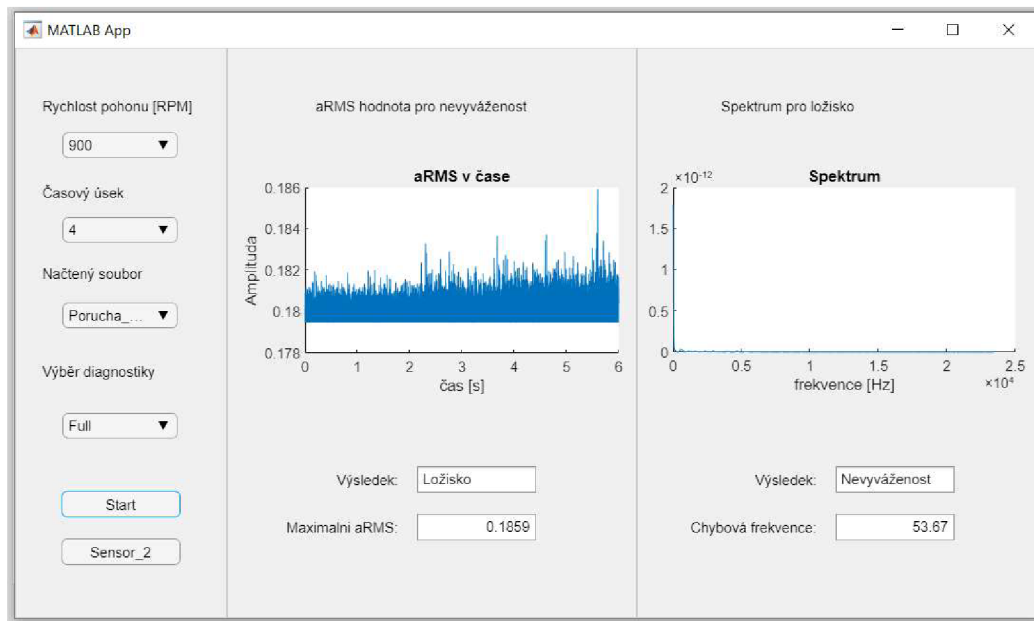 MATLAB App
Rychlost pohonu [RPM]
900
Časový úsek
4
Načtený soubor
Porucha_...
Výběr diagnostiky
Full
Start
Sensor_2
aRMS hodnota pro nevyváženost
aRMS v čase
0.186
0.184
0.182
0.18
0.178
Amplituda
0 1 2 3 4 5 6
čas [s]
Výsledek: Ložisko
Maximalni aRMS: 0.1859
Spektrum pro ložisko
×10⁻¹² Spektrum
2
1.5
1
0.5
0
0 0.5 1 1.5 2 2.5
frekvence [Hz] ×10⁴
Výsledek: Nevyváženost
Chybová frekvence: 53.67